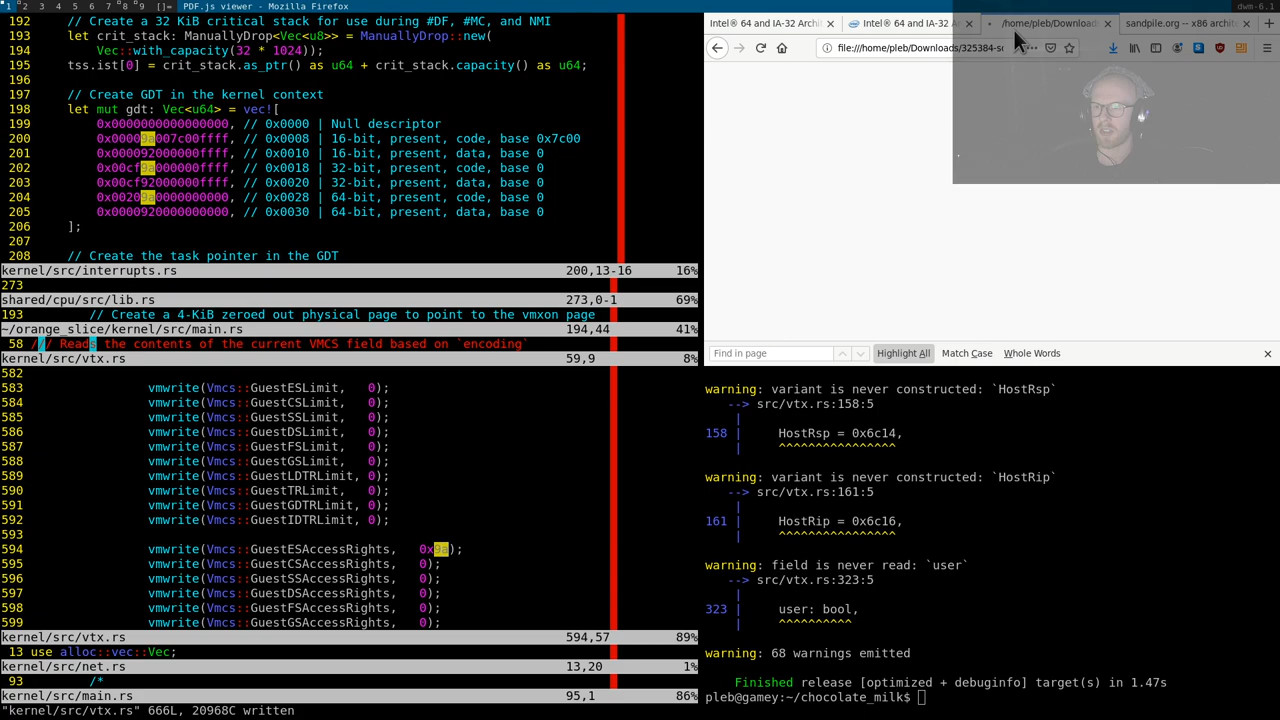 1 2 3 4 5 6 7 8 9 []= PDF.js viewer - Mozilla Firefox
dwm-6.1
192     // Create a 32 KiB critical stack for use during #DF, #MC, and NMI
193     let crit_stack: ManuallyDrop<Vec<u8>> = ManuallyDrop::new(
194         Vec::with_capacity(32 * 1024));
195     tss.ist[0] = crit_stack.as_ptr() as u64 + crit_stack.capacity() as u64;
196
197     // Create GDT in the kernel context
198     let mut gdt: Vec<u64> = vec![
199         0x0000000000000000, // 0x0000 | Null descriptor
200         0x00009a007c00ffff, // 0x0008 | 16-bit, present, code, base 0x7c00
201         0x000092000000ffff, // 0x0010 | 16-bit, present, data, base 0
202         0x00cf9a000000ffff, // 0x0018 | 32-bit, present, code, base 0
203         0x00cf92000000ffff, // 0x0020 | 32-bit, present, data, base 0
204         0x00209a0000000000, // 0x0028 | 64-bit, present, code, base 0
205         0x0000920000000000, // 0x0030 | 64-bit, present, data, base 0
206     ];
207
208     // Create the task pointer in the GDT
kernel/src/interrupts.rs 200,13-16 16%
273
shared/cpu/src/lib.rs 273,0-1 69%
193         // Create a 4-KiB zeroed out physical page to point to the vmxon page
~/orange_slice/kernel/src/main.rs 194,44 41%
58 /// Reads the contents of the current VMCS field based on `encoding`
kernel/src/vtx.rs 59,9 8%
582
583 vmwrite(Vmcs::GuestESLimit,   0);
584 vmwrite(Vmcs::GuestCSLimit,   0);
585 vmwrite(Vmcs::GuestSSLimit,   0);
586 vmwrite(Vmcs::GuestDSLimit,   0);
587 vmwrite(Vmcs::GuestFSLimit,   0);
588 vmwrite(Vmcs::GuestGSLimit,   0);
589 vmwrite(Vmcs::GuestLDTRLimit, 0);
590 vmwrite(Vmcs::GuestTRLimit,   0);
591 vmwrite(Vmcs::GuestGDTRLimit, 0);
592 vmwrite(Vmcs::GuestIDTRLimit, 0);
593
594 vmwrite(Vmcs::GuestESAccessRights,   0x9a);
595 vmwrite(Vmcs::GuestCSAccessRights,   0);
596 vmwrite(Vmcs::GuestSSAccessRights,   0);
597 vmwrite(Vmcs::GuestDSAccessRights,   0);
598 vmwrite(Vmcs::GuestFSAccessRights,   0);
599 vmwrite(Vmcs::GuestGSAccessRights,   0);
kernel/src/vtx.rs 594,57 89%
13 use alloc::vec::Vec;
kernel/src/net.rs 13,20 1%
93         /*
kernel/src/main.rs 95,1 86%
"kernel/src/vtx.rs" 666L, 20968C written
Intel® 64 and IA-32 Archit
Intel® 64 and IA-32 A
/home/pleb/Downloads
sandpile.org -- x86 archite
file:///home/pleb/Downloads/325384-sd
Find in page
Highlight All
Match Case
Whole Words
warning: variant is never constructed: `HostRsp`
--> src/vtx.rs:158:5
|
158 |     HostRsp = 0x6c14,
|     ^^^^^^^^^^^^^^^^
warning: variant is never constructed: `HostRip`
--> src/vtx.rs:161:5
|
161 |     HostRip = 0x6c16,
|     ^^^^^^^^^^^^^^^^
warning: field is never read: `user`
--> src/vtx.rs:323:5
|
323 |     user: bool,
|     ^^^^^^^^^^
warning: 68 warnings emitted
Finished release [optimized + debuginfo] target(s) in 1.47s
pleb@gamey:~/chocolate_milk$